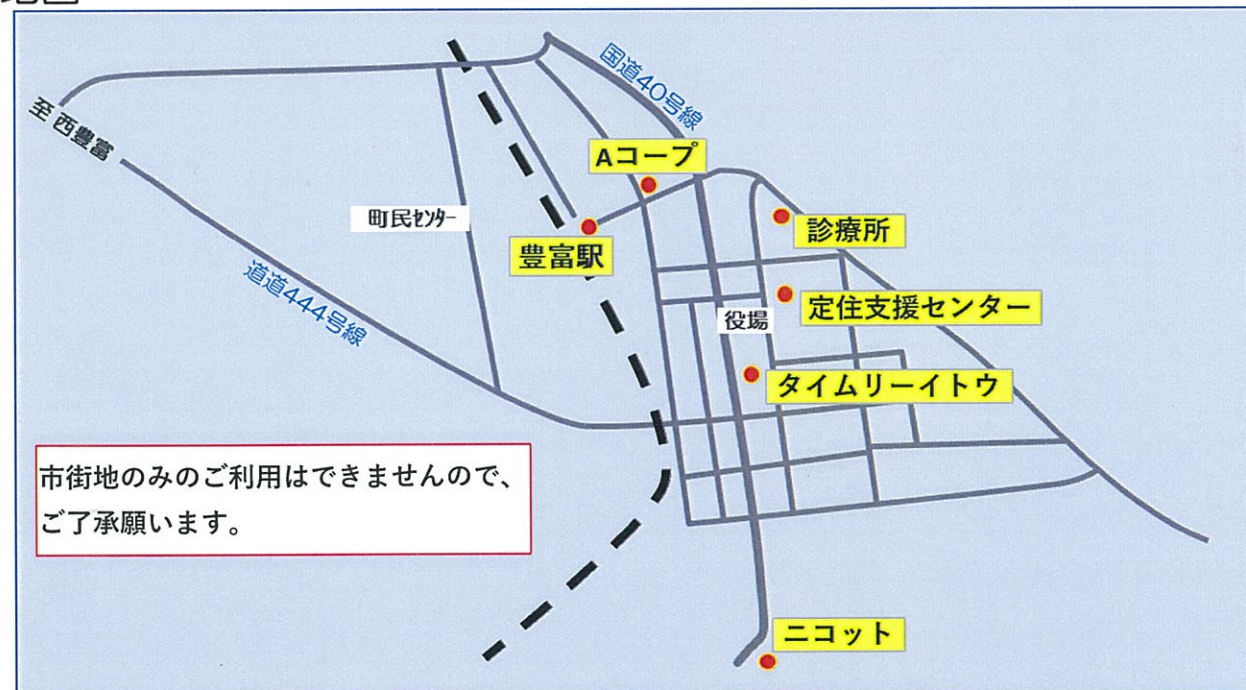 国道40号線
至 西豊富
Aコープ
町民センター
豊富駅
診療所
道道444号線
定住支援センター
役場
タイムリーイトウ
市街地のみのご利用はできませんので、
ご了承願います。
ニコット